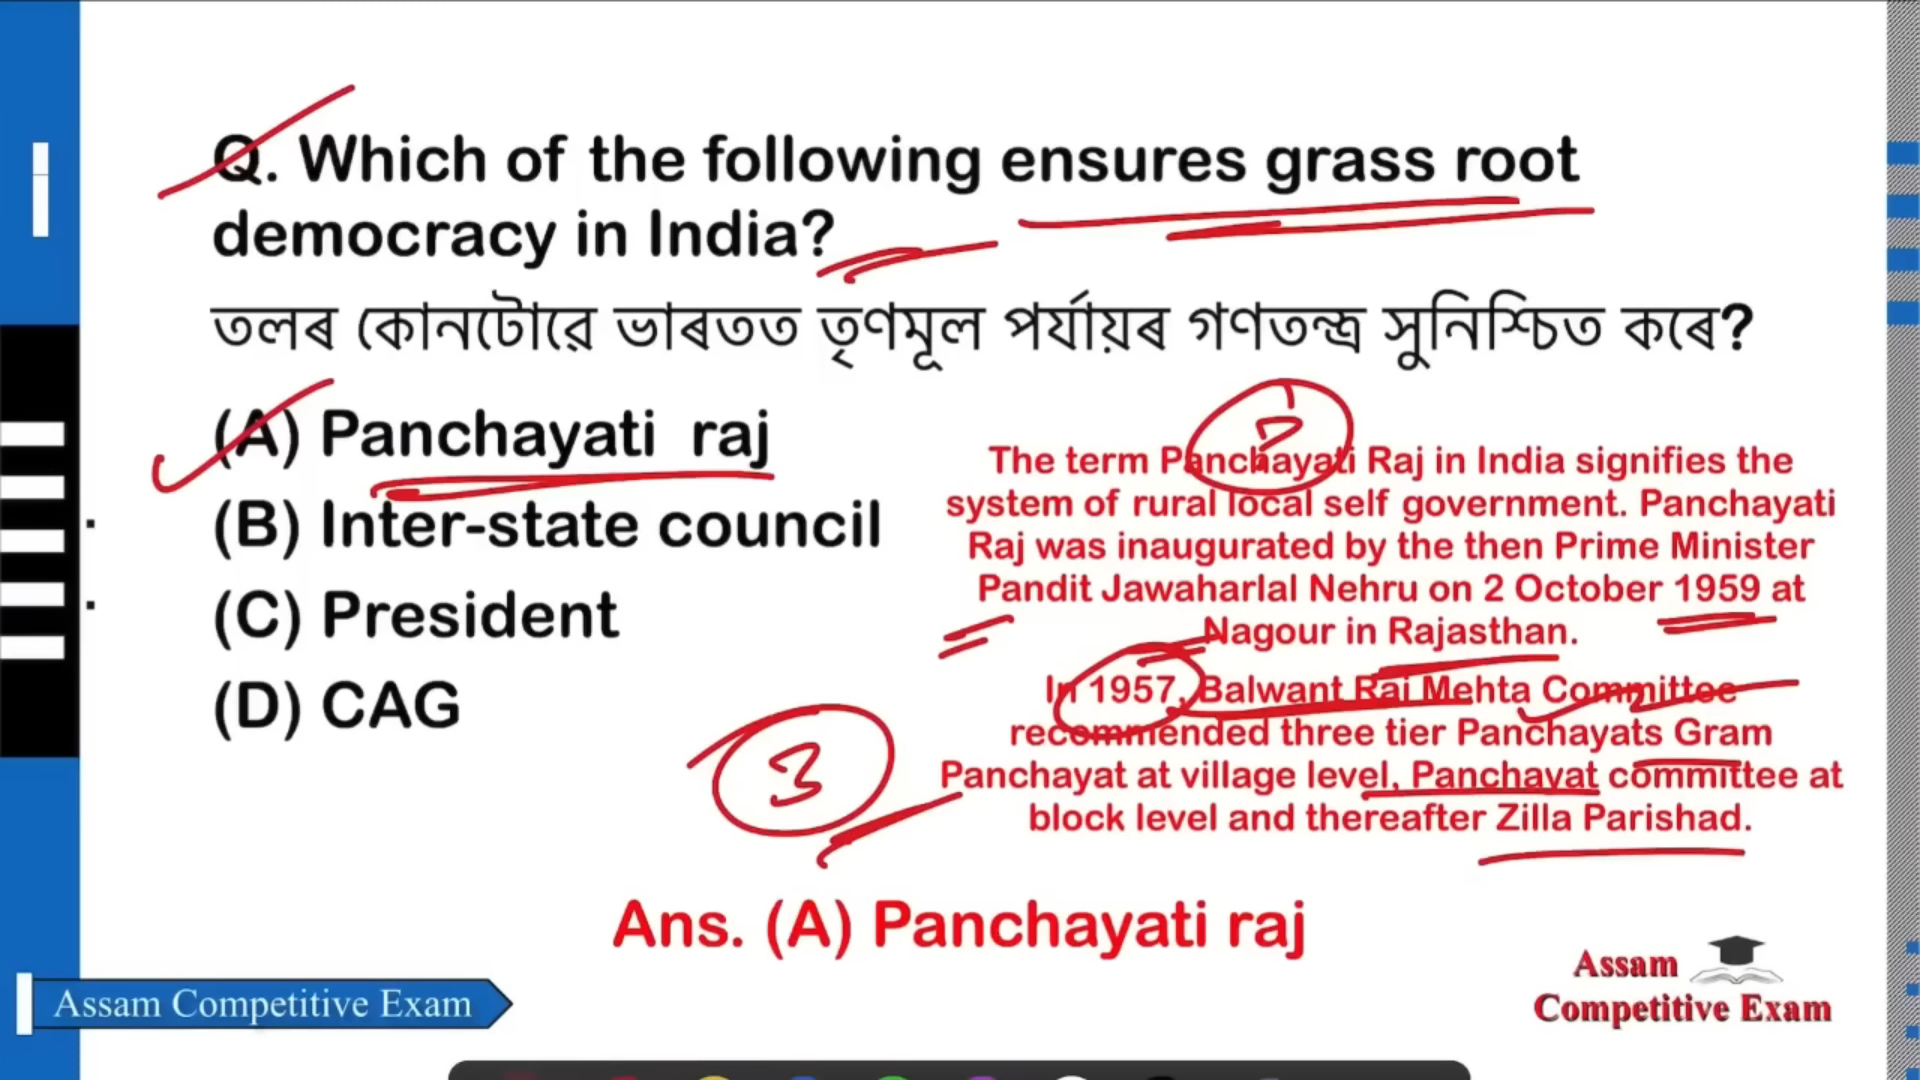 Q. Which of the following ensures grass root
democracy in India?
তলৰ কোনটোৱে ভাৰতত তৃণমূল পৰ্যায়ৰ গণতন্ত্ৰ সুনিশ্চিত কৰে?
(A) Panchayati raj
(B) Inter-state council
(C) President
(D) CAG
?
The term Panchayati Raj in India signifies the
system of rural local self government. Panchayati
Raj was inaugurated by the then Prime Minister
Pandit Jawaharlal Nehru on 2 October 1959 at
Nagour in Rajasthan.
In 1957, Balwant Rai Mehta Committee
recommended three tier Panchayats Gram
Panchayat at village level, Panchayat committee at
block level and thereafter Zilla Parishad.
3
Ans. (A) Panchayati raj
Assam Competitive Exam
Assam
Competitive Exam